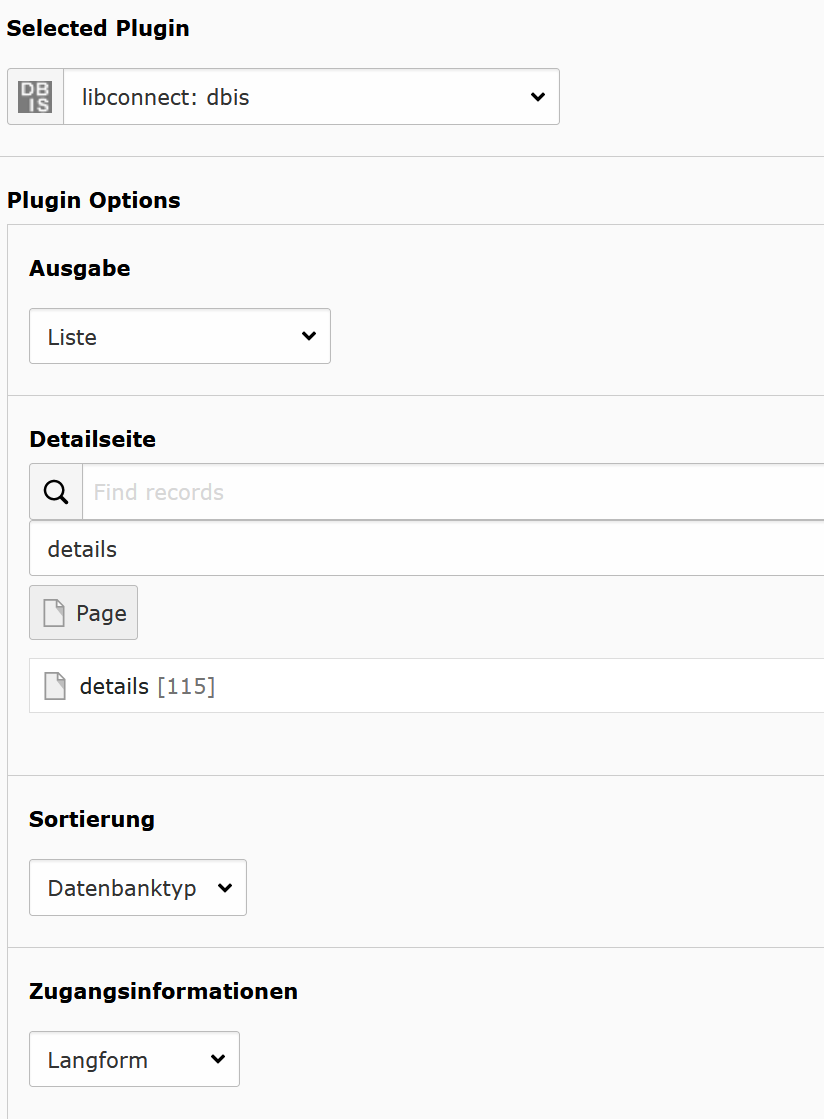 Selected Plugin
DB
IS
libconnect: dbis
Plugin Options
Ausgabe
Liste
Detailseite
Find records
details
Page
details [115]
Sortierung
Datenbanktyp
Zugangsinformationen
Langform